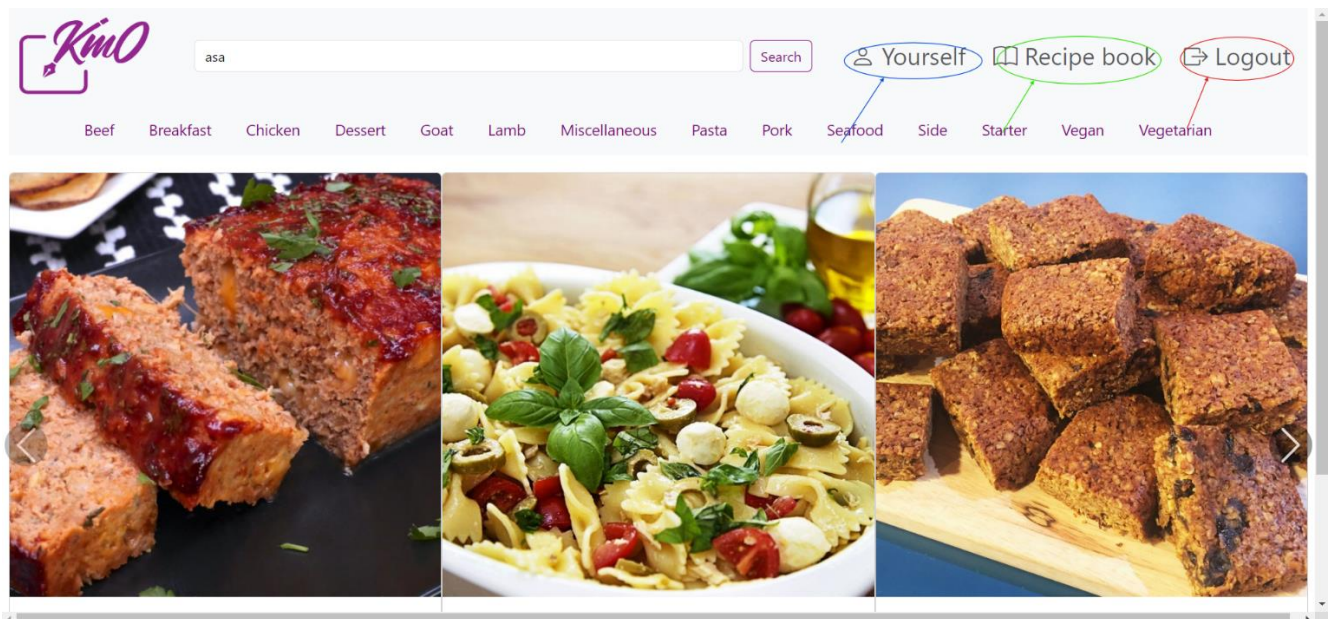 KmO
asa
Search
Yourself
Recipe book
Logout
Beef Breakfast Chicken Dessert Goat Lamb Miscellaneous Pasta Pork Seafood Side Starter Vegan Vegetarian